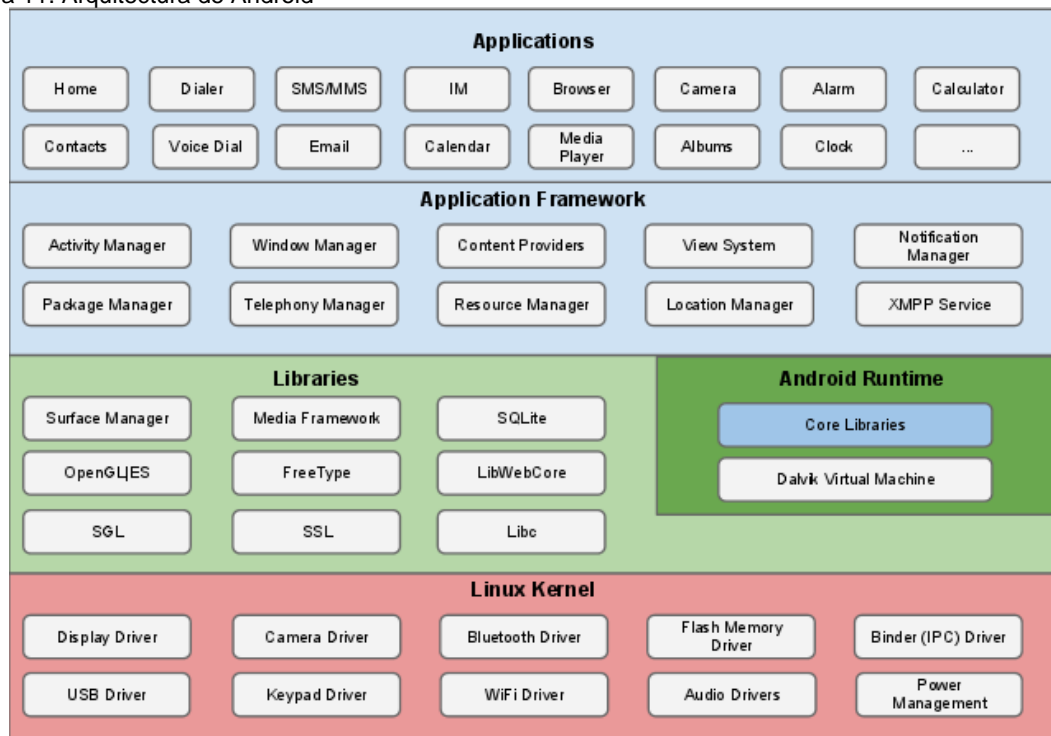 a 11. Arquitectura de Android
Applications
Home Dialer SMS/MMS IM Browser Camera Alarm Calculator
Contacts Voice Dial Email Calendar Media Player Albums Clock ...
Application Framework
Activity Manager Window Manager Content Providers View System Notification Manager
Package Manager Telephony Manager Resource Manager Location Manager XMPP Service
Libraries
Android Runtime
Surface Manager Media Framework SQLite
Core Libraries
OpenGL|ES FreeType LibWebCore
Dalvik Virtual Machine
SGL SSL Libc
Linux Kernel
Display Driver Camera Driver Bluetooth Driver Flash Memory Driver Binder (IPC) Driver
USB Driver Keypad Driver WiFi Driver Audio Drivers Power Management